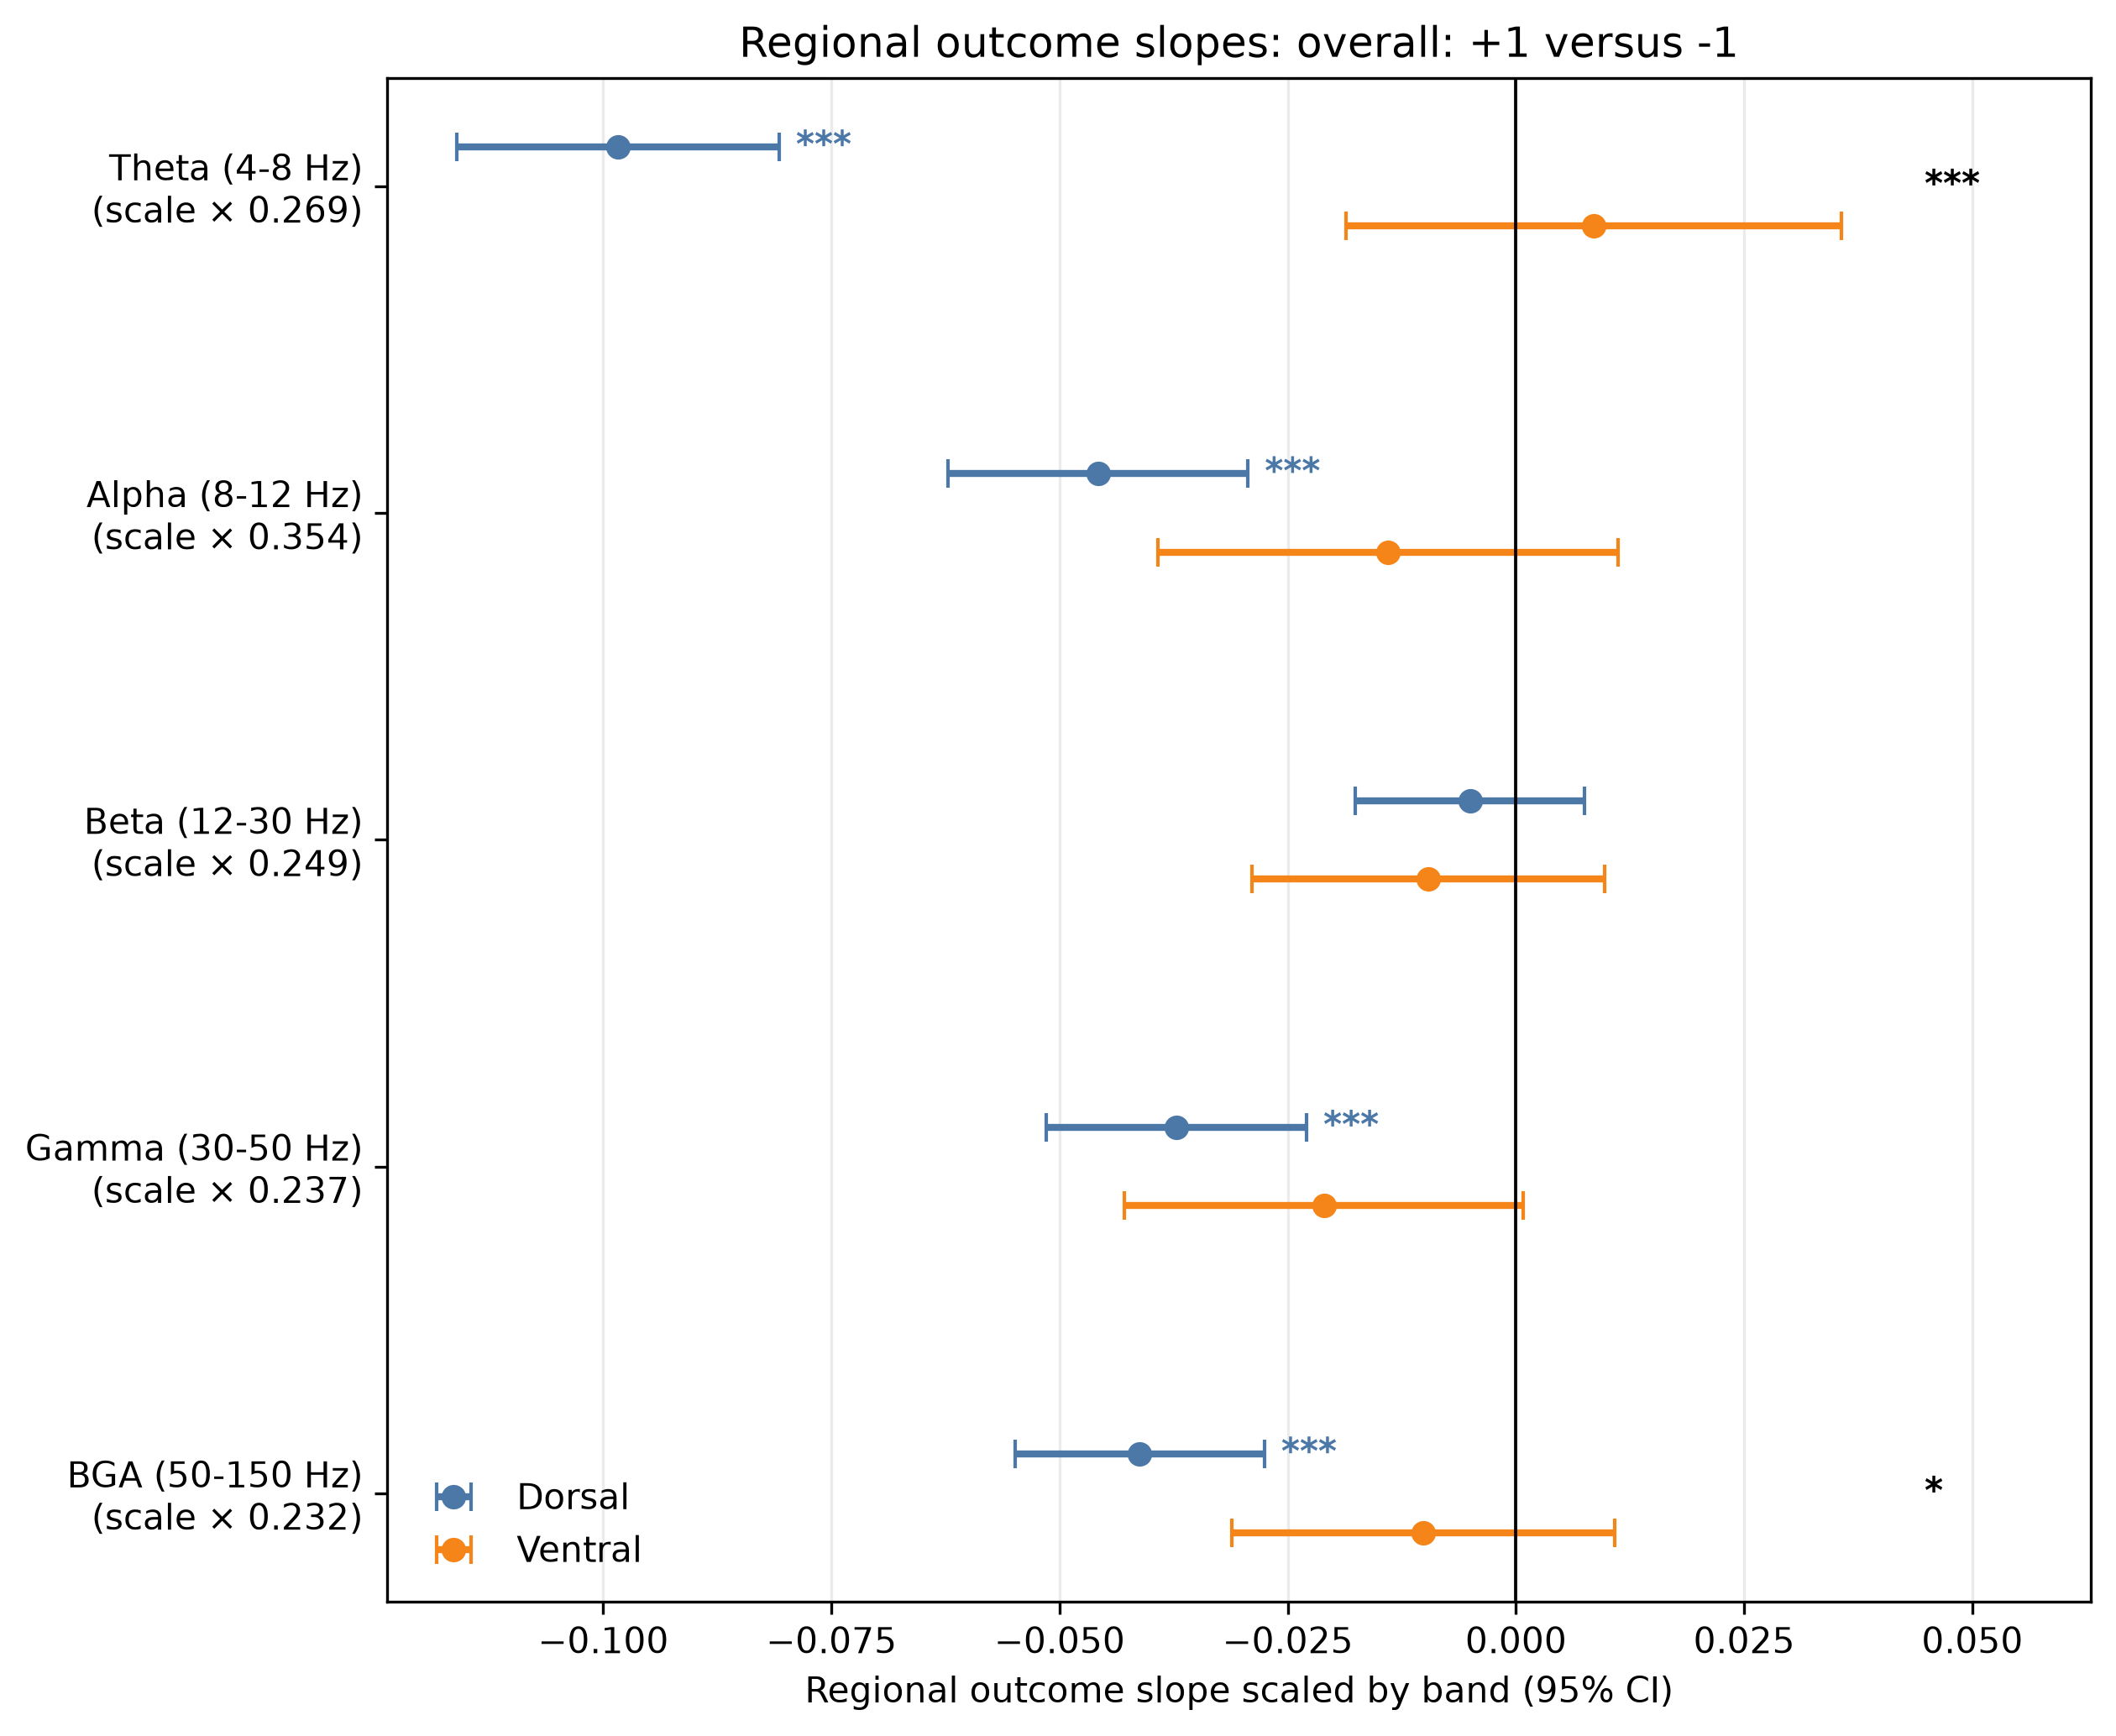 Regional outcome slopes: overall: +1 versus -1
Theta (4-8 Hz)
(scale × 0.269)
***
***
Alpha (8-12 Hz)
(scale × 0.354)
***
Beta (12-30 Hz)
(scale × 0.249)
Gamma (30-50 Hz)
(scale × 0.237)
***
BGA (50-150 Hz)
(scale × 0.232)
***
*
Dorsal
Ventral
−0.100 −0.075 −0.050 −0.025 0.000 0.025 0.050
Regional outcome slope scaled by band (95% CI)